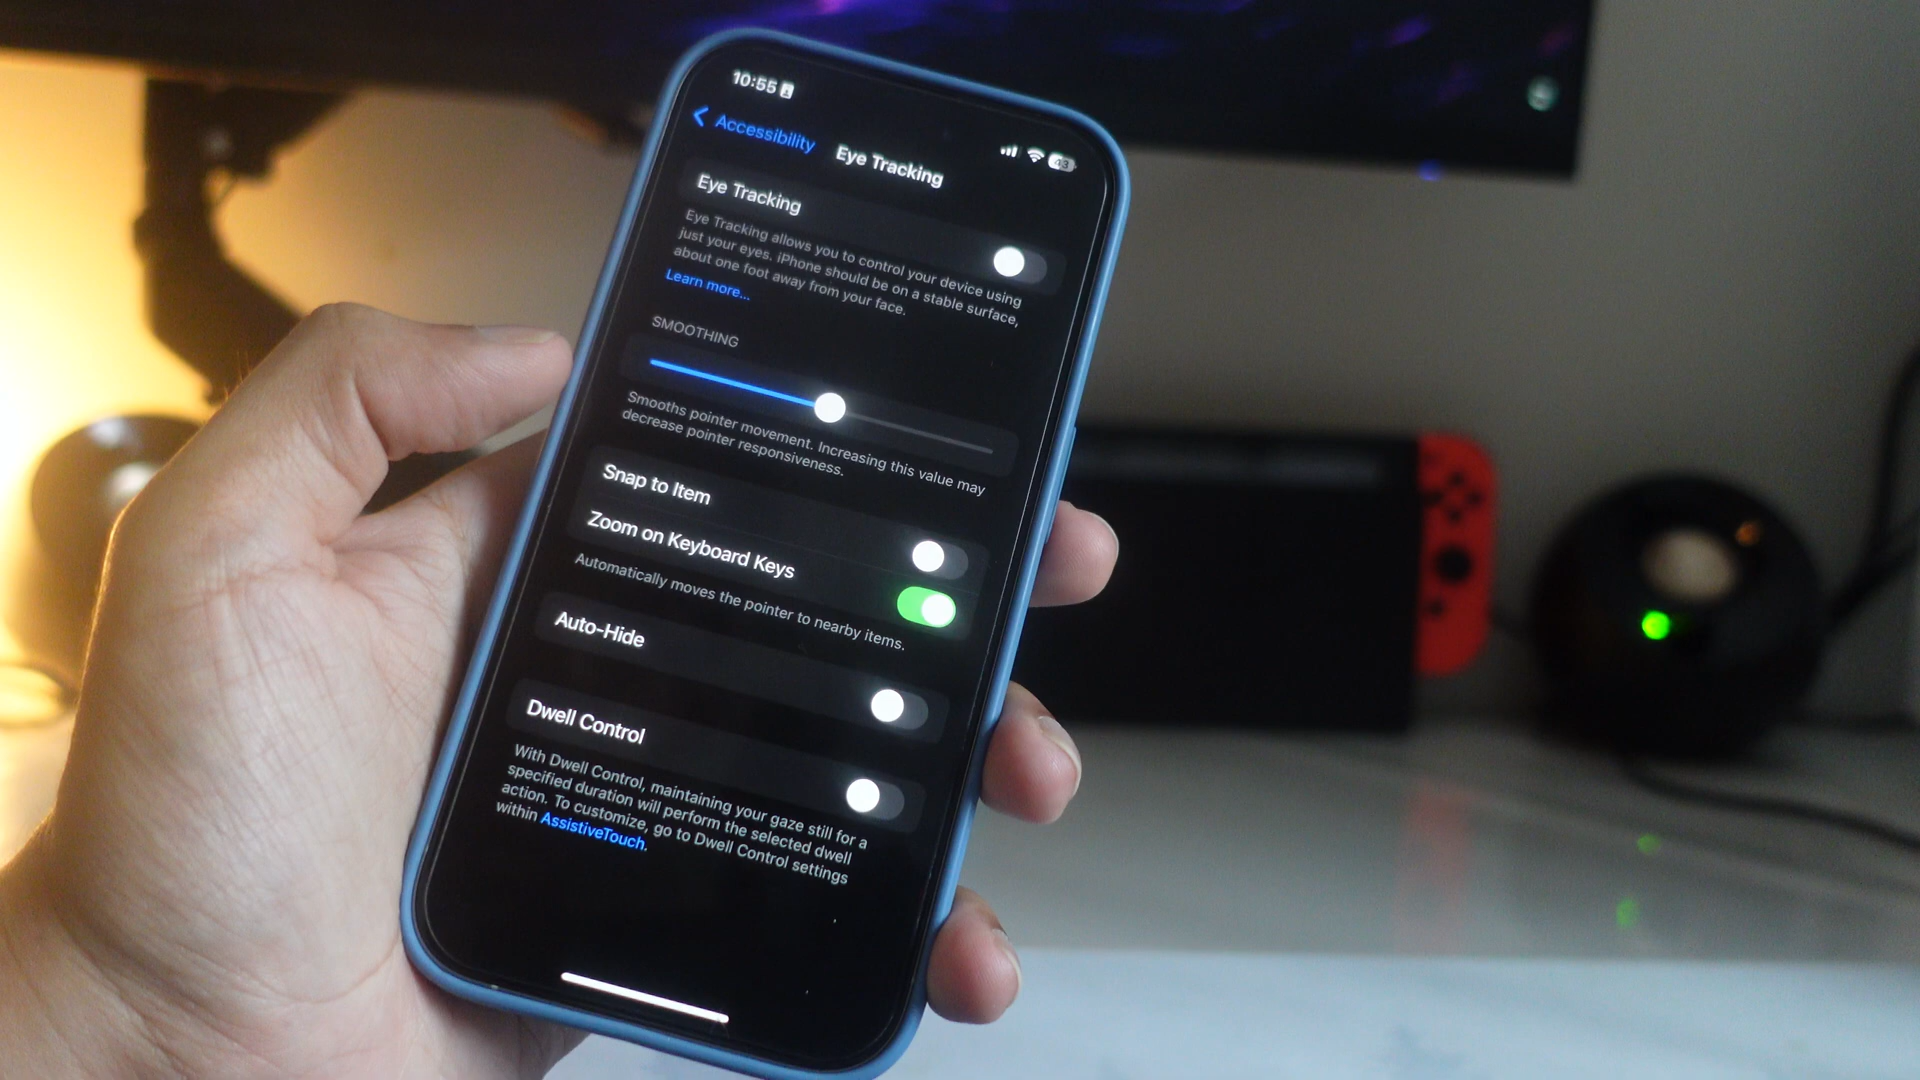 10:55
43
Accessibility
Eye Tracking
Eye Tracking
Eye Tracking allows you to control your device using
just your eyes. iPhone should be on a stable surface,
about one foot away from your face.
Learn more...
SMOOTHING
Smooths pointer movement. Increasing this value may
decrease pointer responsiveness.
Snap to Item
Zoom on Keyboard Keys
Automatically moves the pointer to nearby items.
Auto-Hide
Dwell Control
With Dwell Control, maintaining your gaze still for a
specified duration will perform the selected dwell
action. To customize, go to Dwell Control settings
within AssistiveTouch.